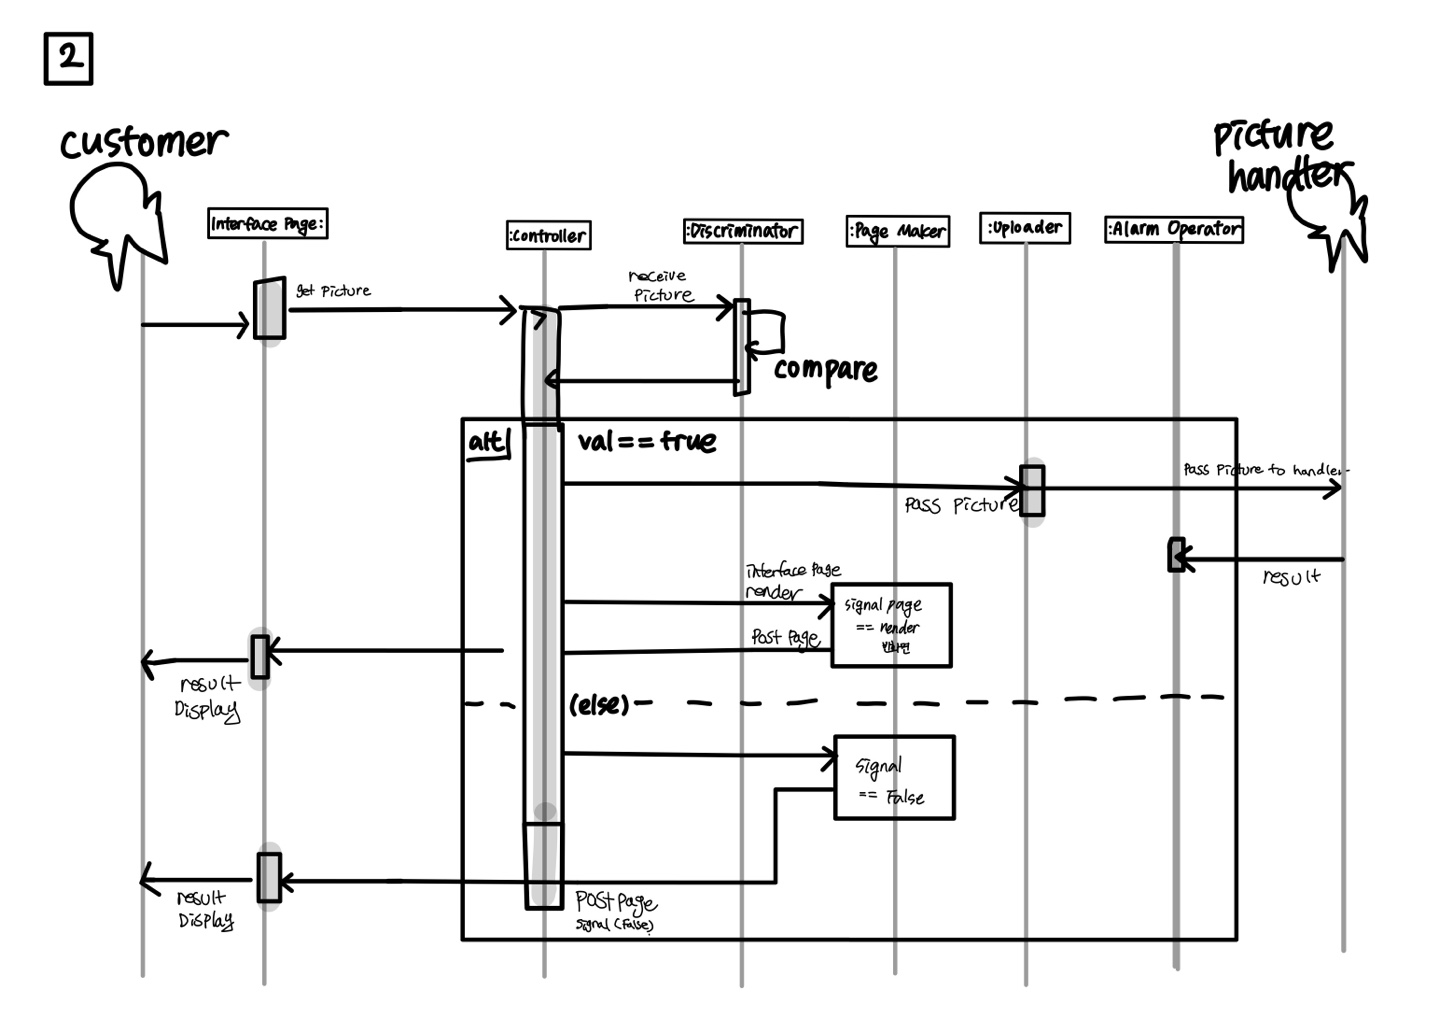 2
customer
picture
handler
Interface Page:
:Controller
:Discriminator
:Page Maker
:Uploader
:Alarm Operator
get Picture
receive
Picture
compare
alt
val == true
Pass Picture
Pass Picture to handler
result
Interface Page
render
Signal page
== render
Post Page
result
Display
(else)
Signal
== False
result
Display
Post Page
Signal (False)